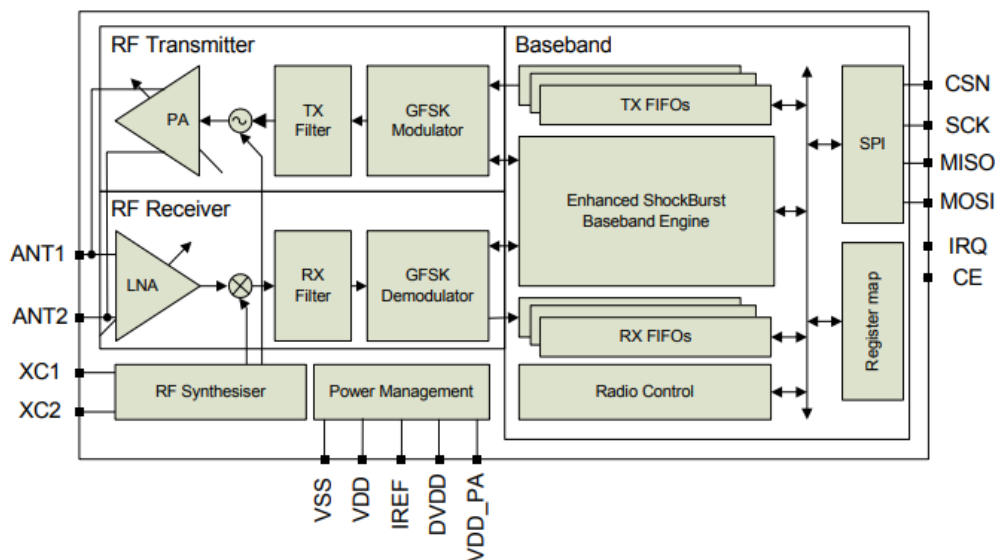 RF Transmitter
Baseband
PA
TX
Filter
GFSK
Modulator
TX FIFOs
SPI
CSN
SCK
MISO
MOSI
Enhanced ShockBurst
Baseband Engine
RF Receiver
ANT1
ANT2
LNA
RX
Filter
GFSK
Demodulator
RX FIFOs
Register map
IRQ
CE
XC1
XC2
RF Synthesiser
Power Management
Radio Control
VSS
VDD
IREF
DVDD
VDD_PA